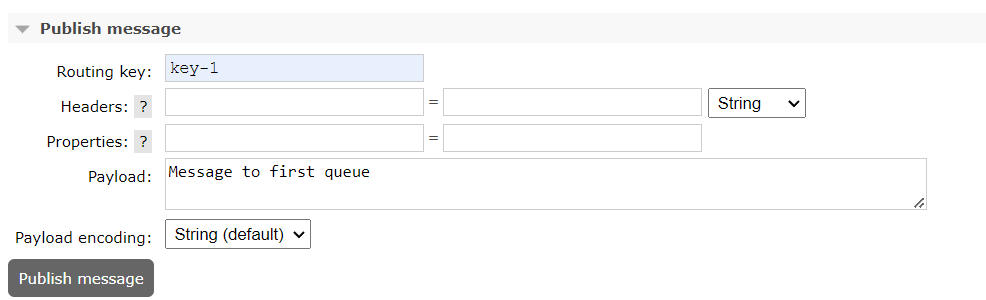 Publish message
Routing key: key-1
Headers: ? = String
Properties: ? =
Payload: Message to first queue
Payload encoding: String (default)
Publish message